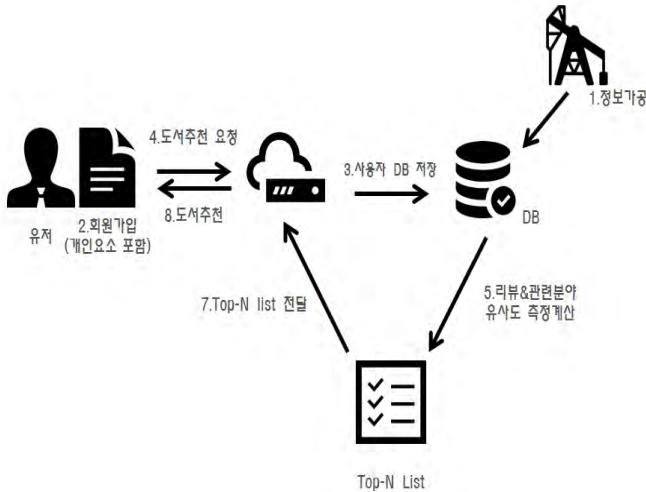 1.정보가공
4.도서추천 요청
3.사용자 DB 저장
8.도서추천
DB
유저
2.회원가입
(개인요소 포함)
5.리뷰&관련분야
유사도 측정계산
7.Top-N list 전달
Top-N List